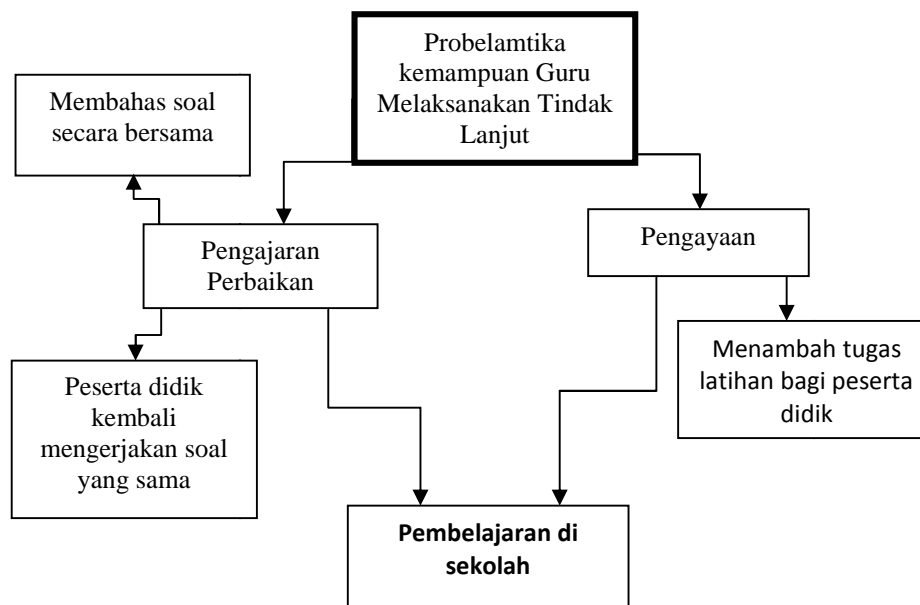 Probelamtika
kemampuan Guru
Melaksanakan Tindak
Lanjut
Membahas soal
secara bersama
Pengajaran
Perbaikan
Pengayaan
Peserta didik
kembali
mengerjakan soal
yang sama
Menambah tugas
latihan bagi peserta
didik
Pembelajaran di
sekolah